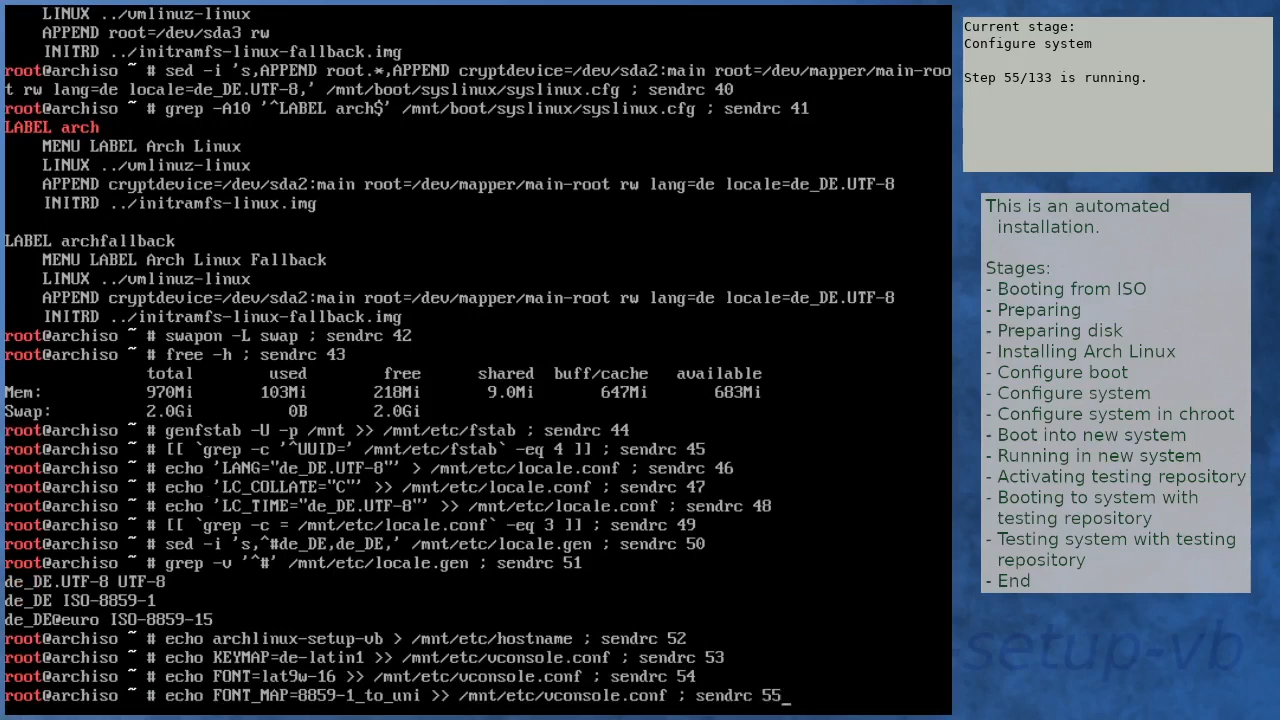 LINUX ../vmlinuz-linux
    APPEND root=/dev/sda3 rw
    INITRD ../initramfs-linux-fallback.img
root@archiso ~ # sed -i 's,APPEND root.*,APPEND cryptdevice=/dev/sda2:main root=/dev/mapper/main-roo
t rw lang=de locale=de_DE.UTF-8,' /mnt/boot/syslinux/syslinux.cfg ; sendrc 40
root@archiso ~ # grep -A10 '^LABEL arch$' /mnt/boot/syslinux/syslinux.cfg ; sendrc 41
LABEL arch
    MENU LABEL Arch Linux
    LINUX ../vmlinuz-linux
    APPEND cryptdevice=/dev/sda2:main root=/dev/mapper/main-root rw lang=de locale=de_DE.UTF-8
    INITRD ../initramfs-linux.img

LABEL archfallback
    MENU LABEL Arch Linux Fallback
    LINUX ../vmlinuz-linux
    APPEND cryptdevice=/dev/sda2:main root=/dev/mapper/main-root rw lang=de locale=de_DE.UTF-8
    INITRD ../initramfs-linux-fallback.img
root@archiso ~ # swapon -L swap ; sendrc 42
root@archiso ~ # free -h ; sendrc 43
               total        used        free      shared  buff/cache   available
Mem:           970Mi       103Mi       218Mi       9.0Mi       647Mi       683Mi
Swap:          2.0Gi          0B       2.0Gi
root@archiso ~ # genfstab -U -p /mnt >> /mnt/etc/fstab ; sendrc 44
root@archiso ~ # [[ `grep -c '^UUID=' /mnt/etc/fstab` -eq 4 ]] ; sendrc 45
root@archiso ~ # echo 'LANG="de_DE.UTF-8"' > /mnt/etc/locale.conf ; sendrc 46
root@archiso ~ # echo 'LC_COLLATE="C"' >> /mnt/etc/locale.conf ; sendrc 47
root@archiso ~ # echo 'LC_TIME="de_DE.UTF-8"' >> /mnt/etc/locale.conf ; sendrc 48
root@archiso ~ # [[ `grep -c = /mnt/etc/locale.conf` -eq 3 ]] ; sendrc 49
root@archiso ~ # sed -i 's,^#de_DE,de_DE,' /mnt/etc/locale.gen ; sendrc 50
root@archiso ~ # grep -v '^#' /mnt/etc/locale.gen ; sendrc 51
de_DE.UTF-8 UTF-8
de_DE ISO-8859-1
de_DE@euro ISO-8859-15
root@archiso ~ # echo archlinux-setup-vb > /mnt/etc/hostname ; sendrc 52
root@archiso ~ # echo KEYMAP=de-latin1 >> /mnt/etc/vconsole.conf ; sendrc 53
root@archiso ~ # echo FONT=lat9w-16 >> /mnt/etc/vconsole.conf ; sendrc 54
root@archiso ~ # echo FONT_MAP=8859-1_to_uni >> /mnt/etc/vconsole.conf ; sendrc 55_
Current stage:
Configure system

Step 55/133 is running.
This is an automated
installation.

Stages:
- Booting from ISO
- Preparing
- Preparing disk
- Installing Arch Linux
- Configure boot
- Configure system
- Configure system in chroot
- Boot into new system
- Running in new system
- Activating testing repository
- Booting to system with
testing repository
- Testing system with testing
repository
- End
-setup-vb